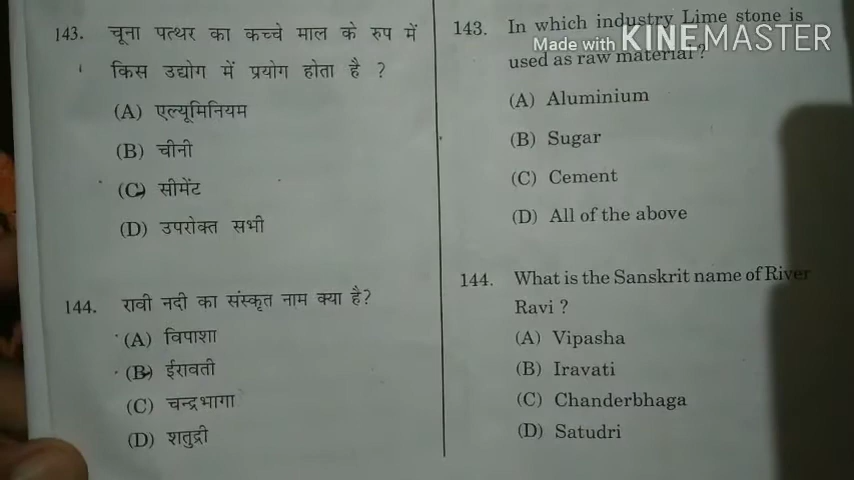 143. चूना पत्थर का कच्चे माल के रुप में
किस उद्योग में प्रयोग होता है ?
(A) एल्यूमिनियम
(B) चीनी
(C) सीमेंट
(D) उपरोक्त सभी
144. रावी नदी का संस्कृत नाम क्या है?
(A) विपाशा
(B) ईरावती
(C) चन्द्रभागा
(D) शतुद्री
143. In which industry Lime stone is
used as raw material ?
(A) Aluminium
(B) Sugar
(C) Cement
(D) All of the above
144. What is the Sanskrit name of River
Ravi ?
(A) Vipasha
(B) Iravati
(C) Chanderbhaga
(D) Satudri
Made with KINEMASTER